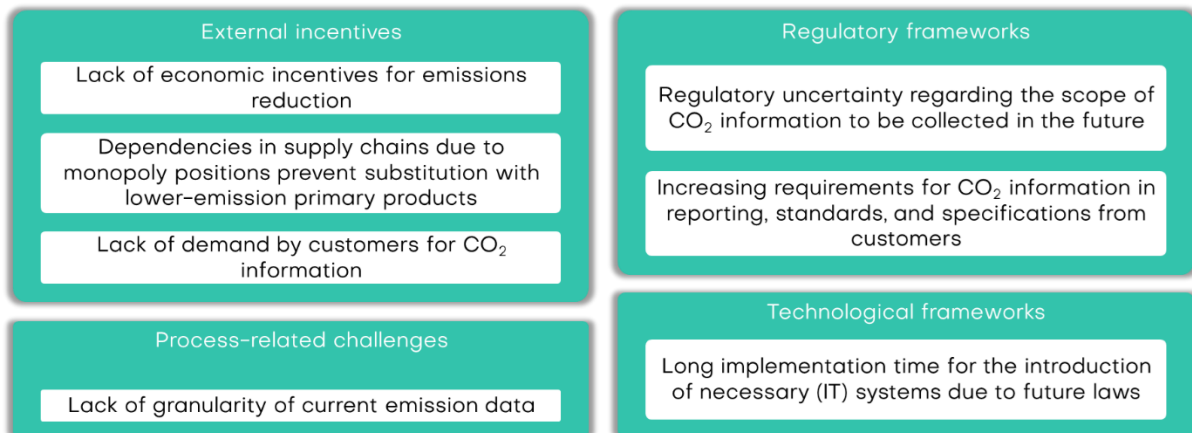 External incentives
Lack of economic incentives for emissions
reduction
Dependencies in supply chains due to
monopoly positions prevent substitution with
lower-emission primary products
Lack of demand by customers for CO₂
information
Process-related challenges
Lack of granularity of current emission data
Regulatory frameworks
Regulatory uncertainty regarding the scope of
CO₂ information to be collected in the future
Increasing requirements for CO₂ information in
reporting, standards, and specifications from
customers
Technological frameworks
Long implementation time for the introduction
of necessary (IT) systems due to future laws